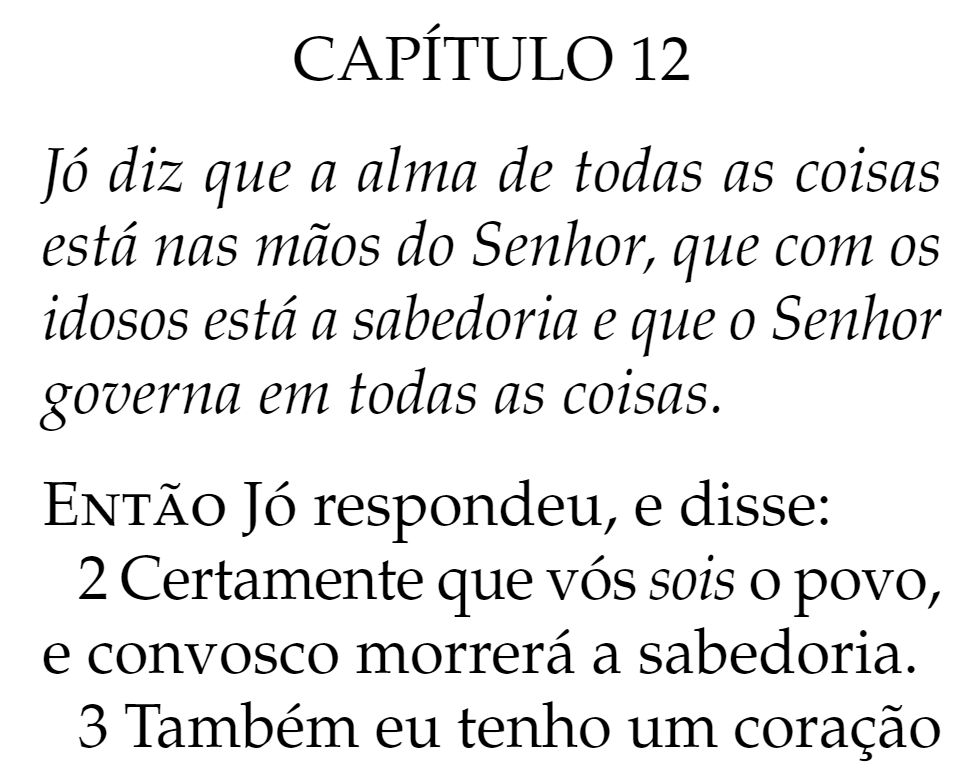 CAPÍTULO 12
Jó diz que a alma de todas as coisas
está nas mãos do Senhor, que com os
idosos está a sabedoria e que o Senhor
governa em todas as coisas.
ENTÃO Jó respondeu, e disse:
2 Certamente que vós sois o povo,
e convosco morrerá a sabedoria.
3 Também eu tenho um coração